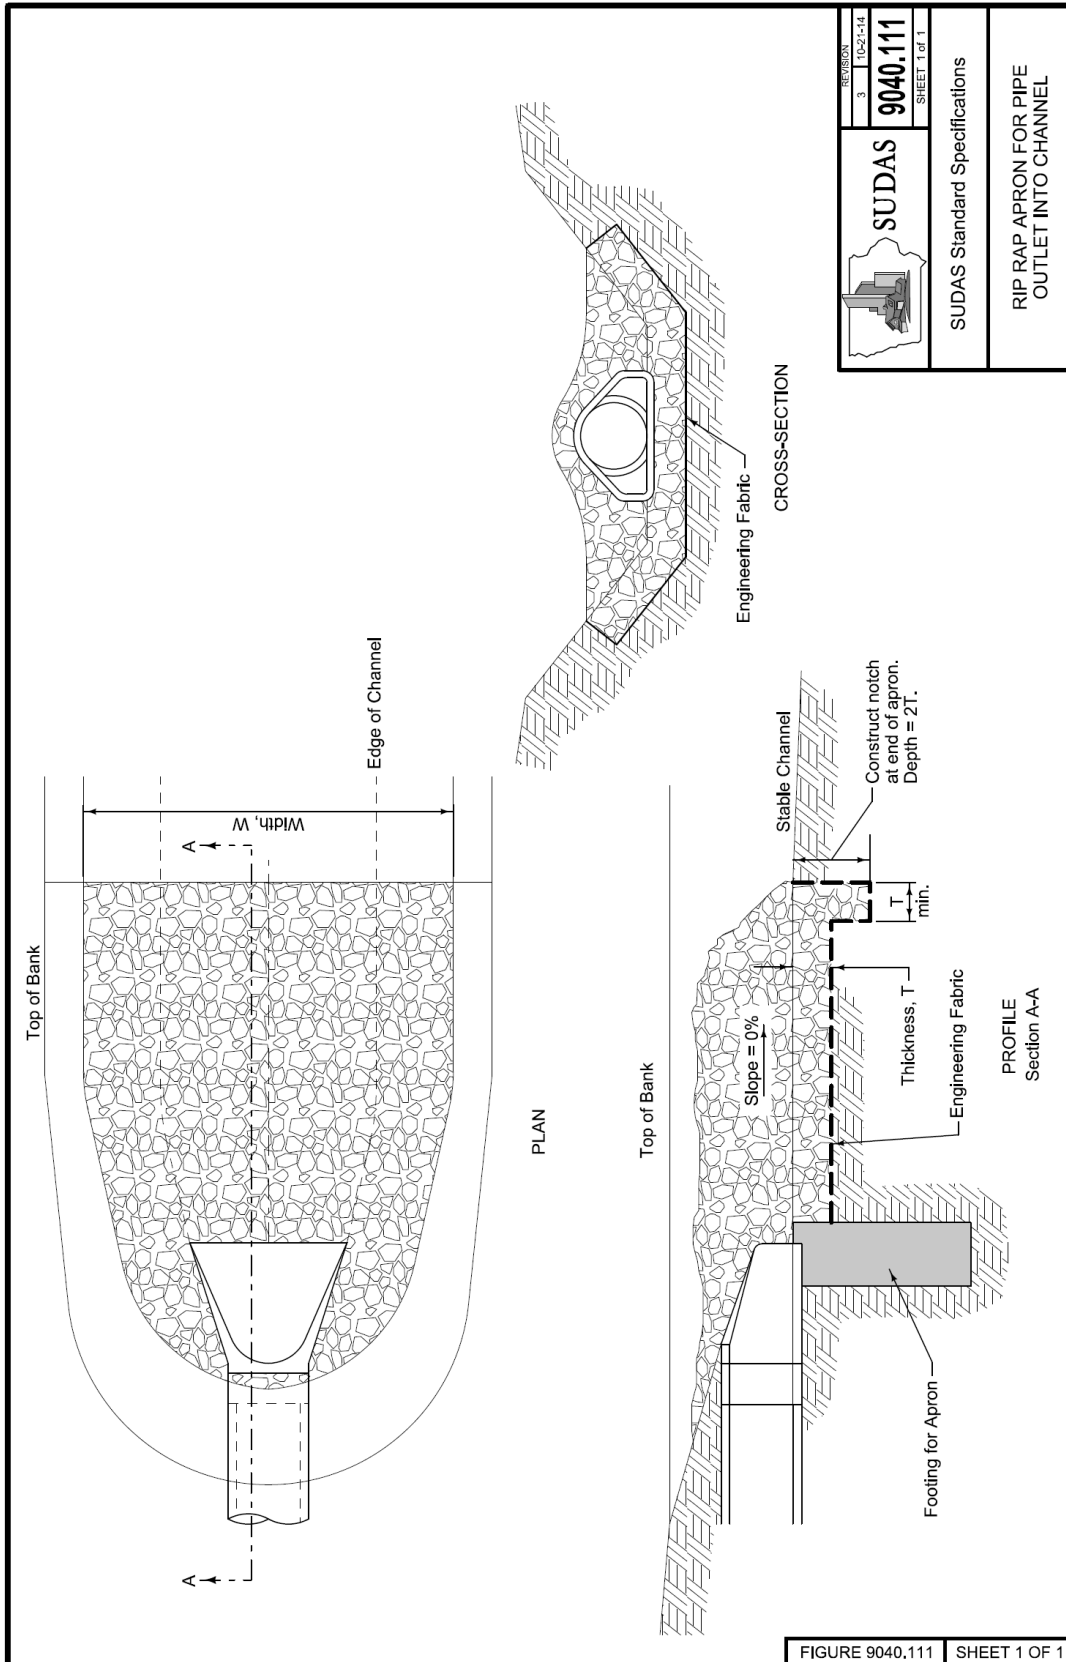 Top of Bank
A
A
Width, W
Edge of Channel
PLAN
Engineering Fabric
CROSS-SECTION
Top of Bank
Slope = 0%
Stable Channel
Construct notch
at end of apron.
Depth = 2T.
T
min.
Thickness, T
Engineering Fabric
Footing for Apron
PROFILE
Section A-A
SUDAS
REVISION
3
10-21-14
9040.111
SHEET 1 of 1
SUDAS Standard Specifications
RIP RAP APRON FOR PIPE
OUTLET INTO CHANNEL
FIGURE 9040.111
SHEET 1 OF 1